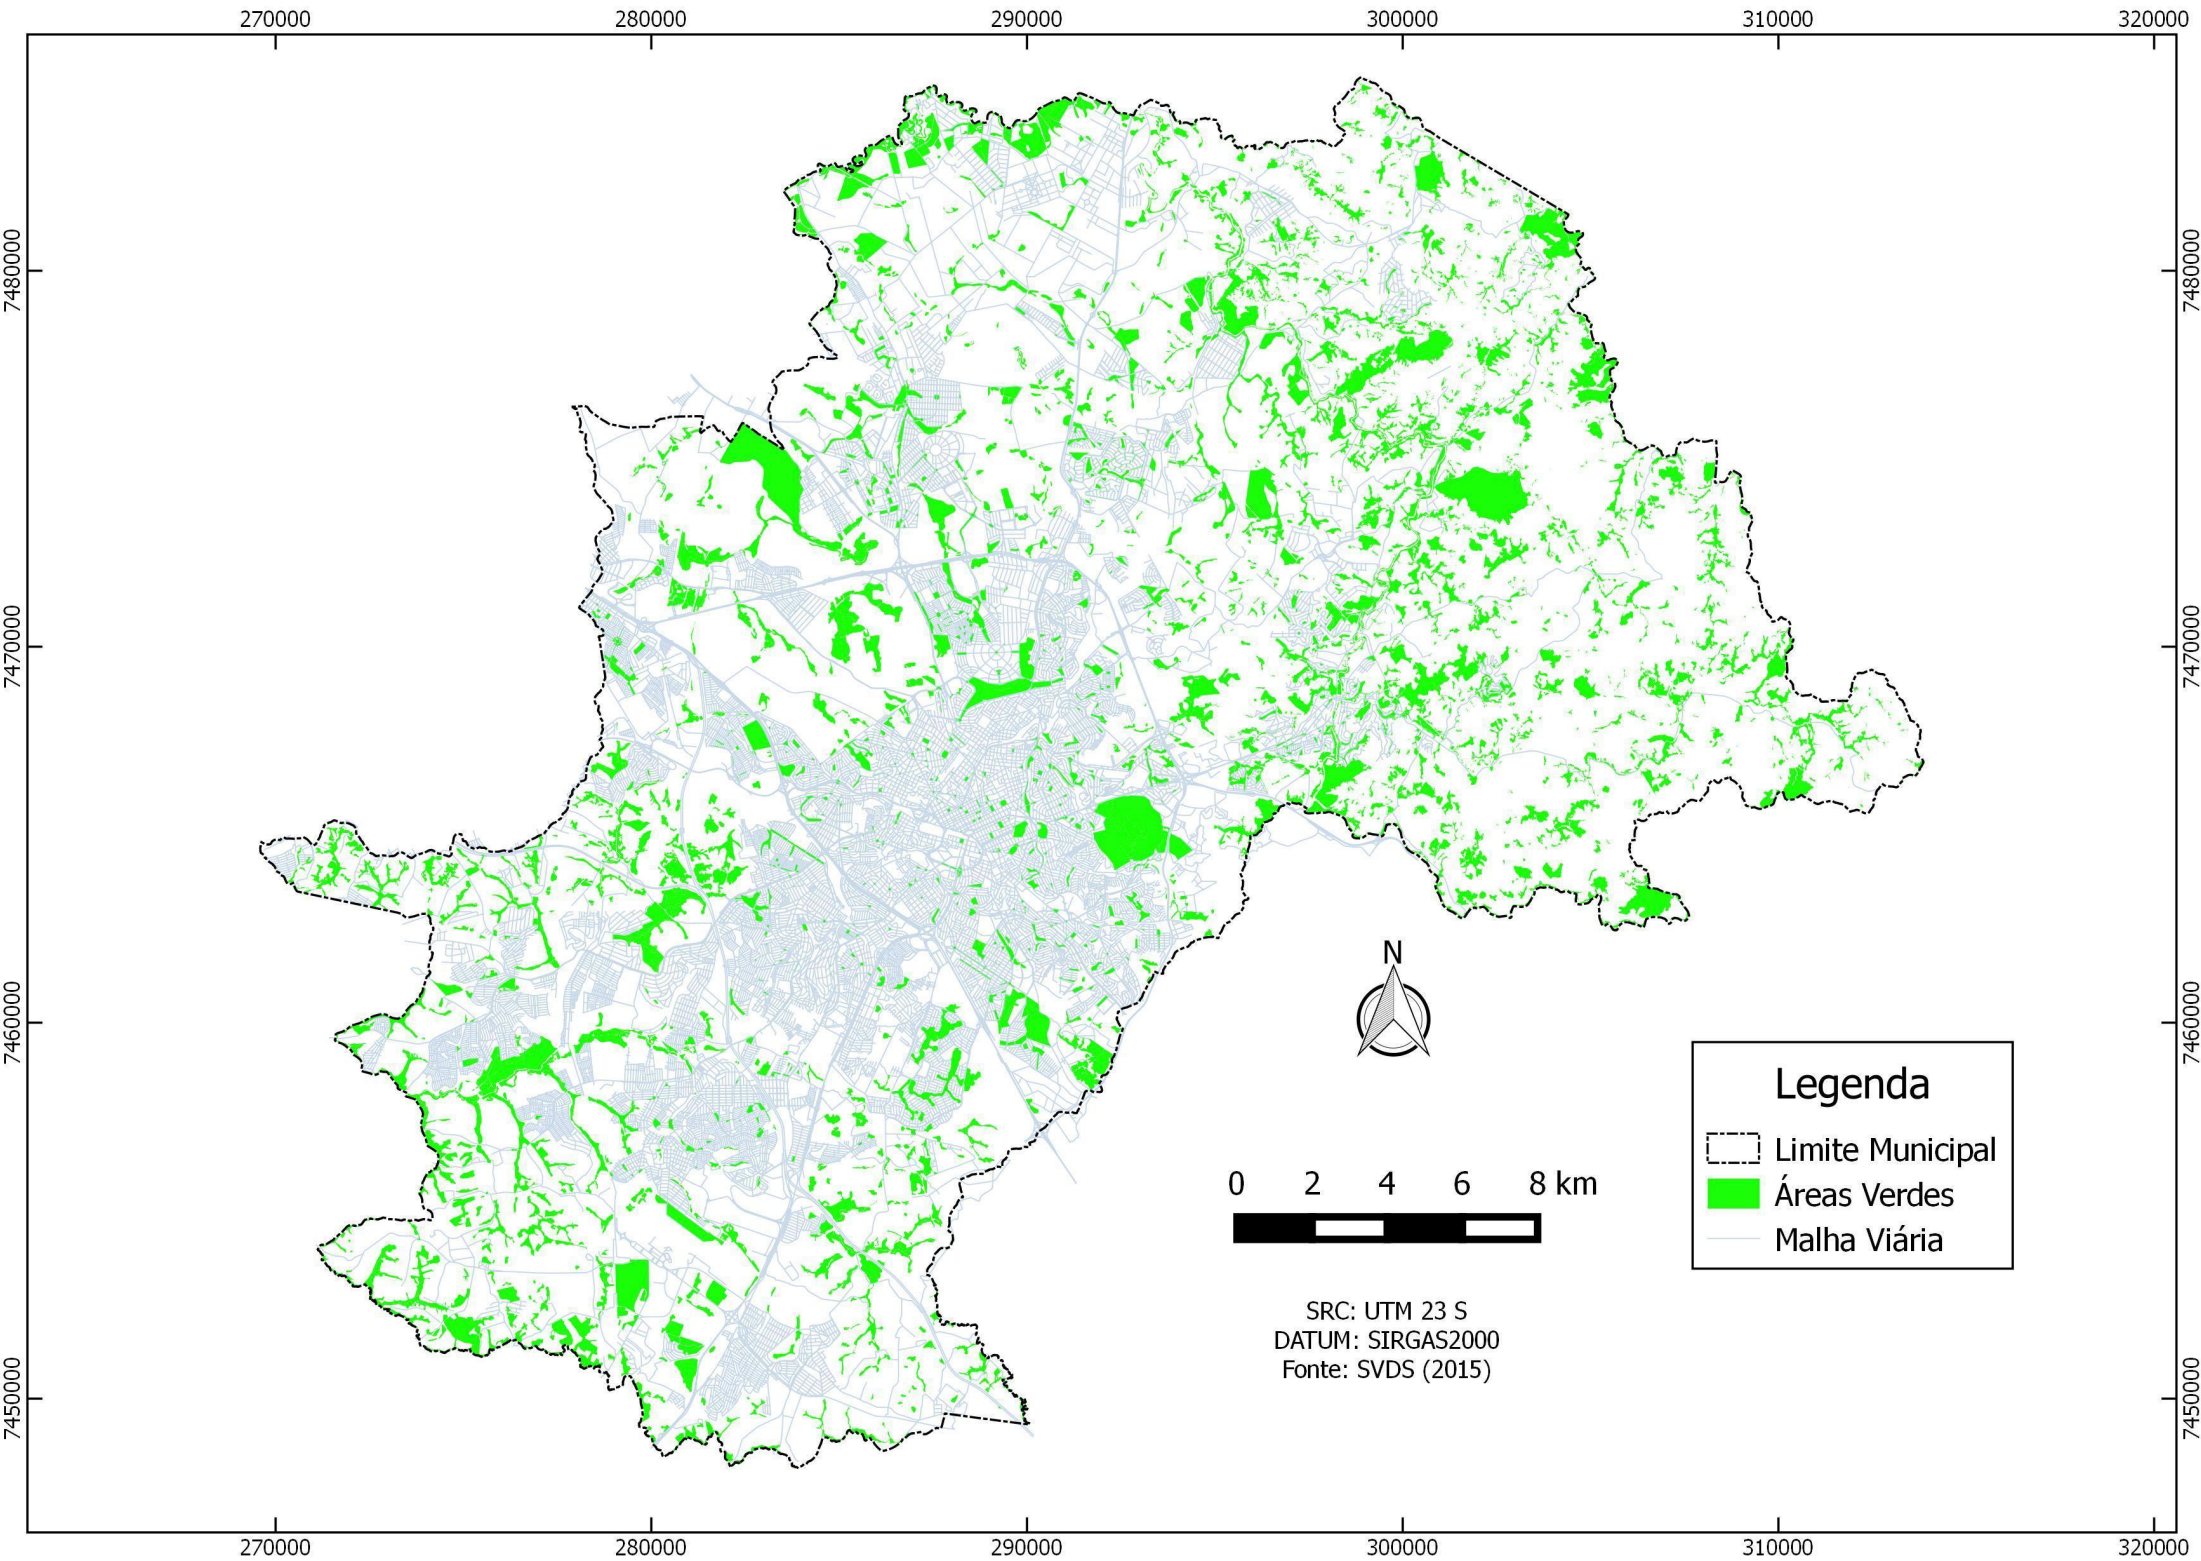 270000 280000 290000 300000 310000 320000
7480000 7480000
7470000 7470000
7460000 7460000
7450000 7450000
N
Legenda
Limite Municipal
Áreas Verdes
Malha Viária
0 2 4 6 8 km
SRC: UTM 23 S
DATUM: SIRGAS2000
Fonte: SVDS (2015)
270000 280000 290000 300000 310000 320000